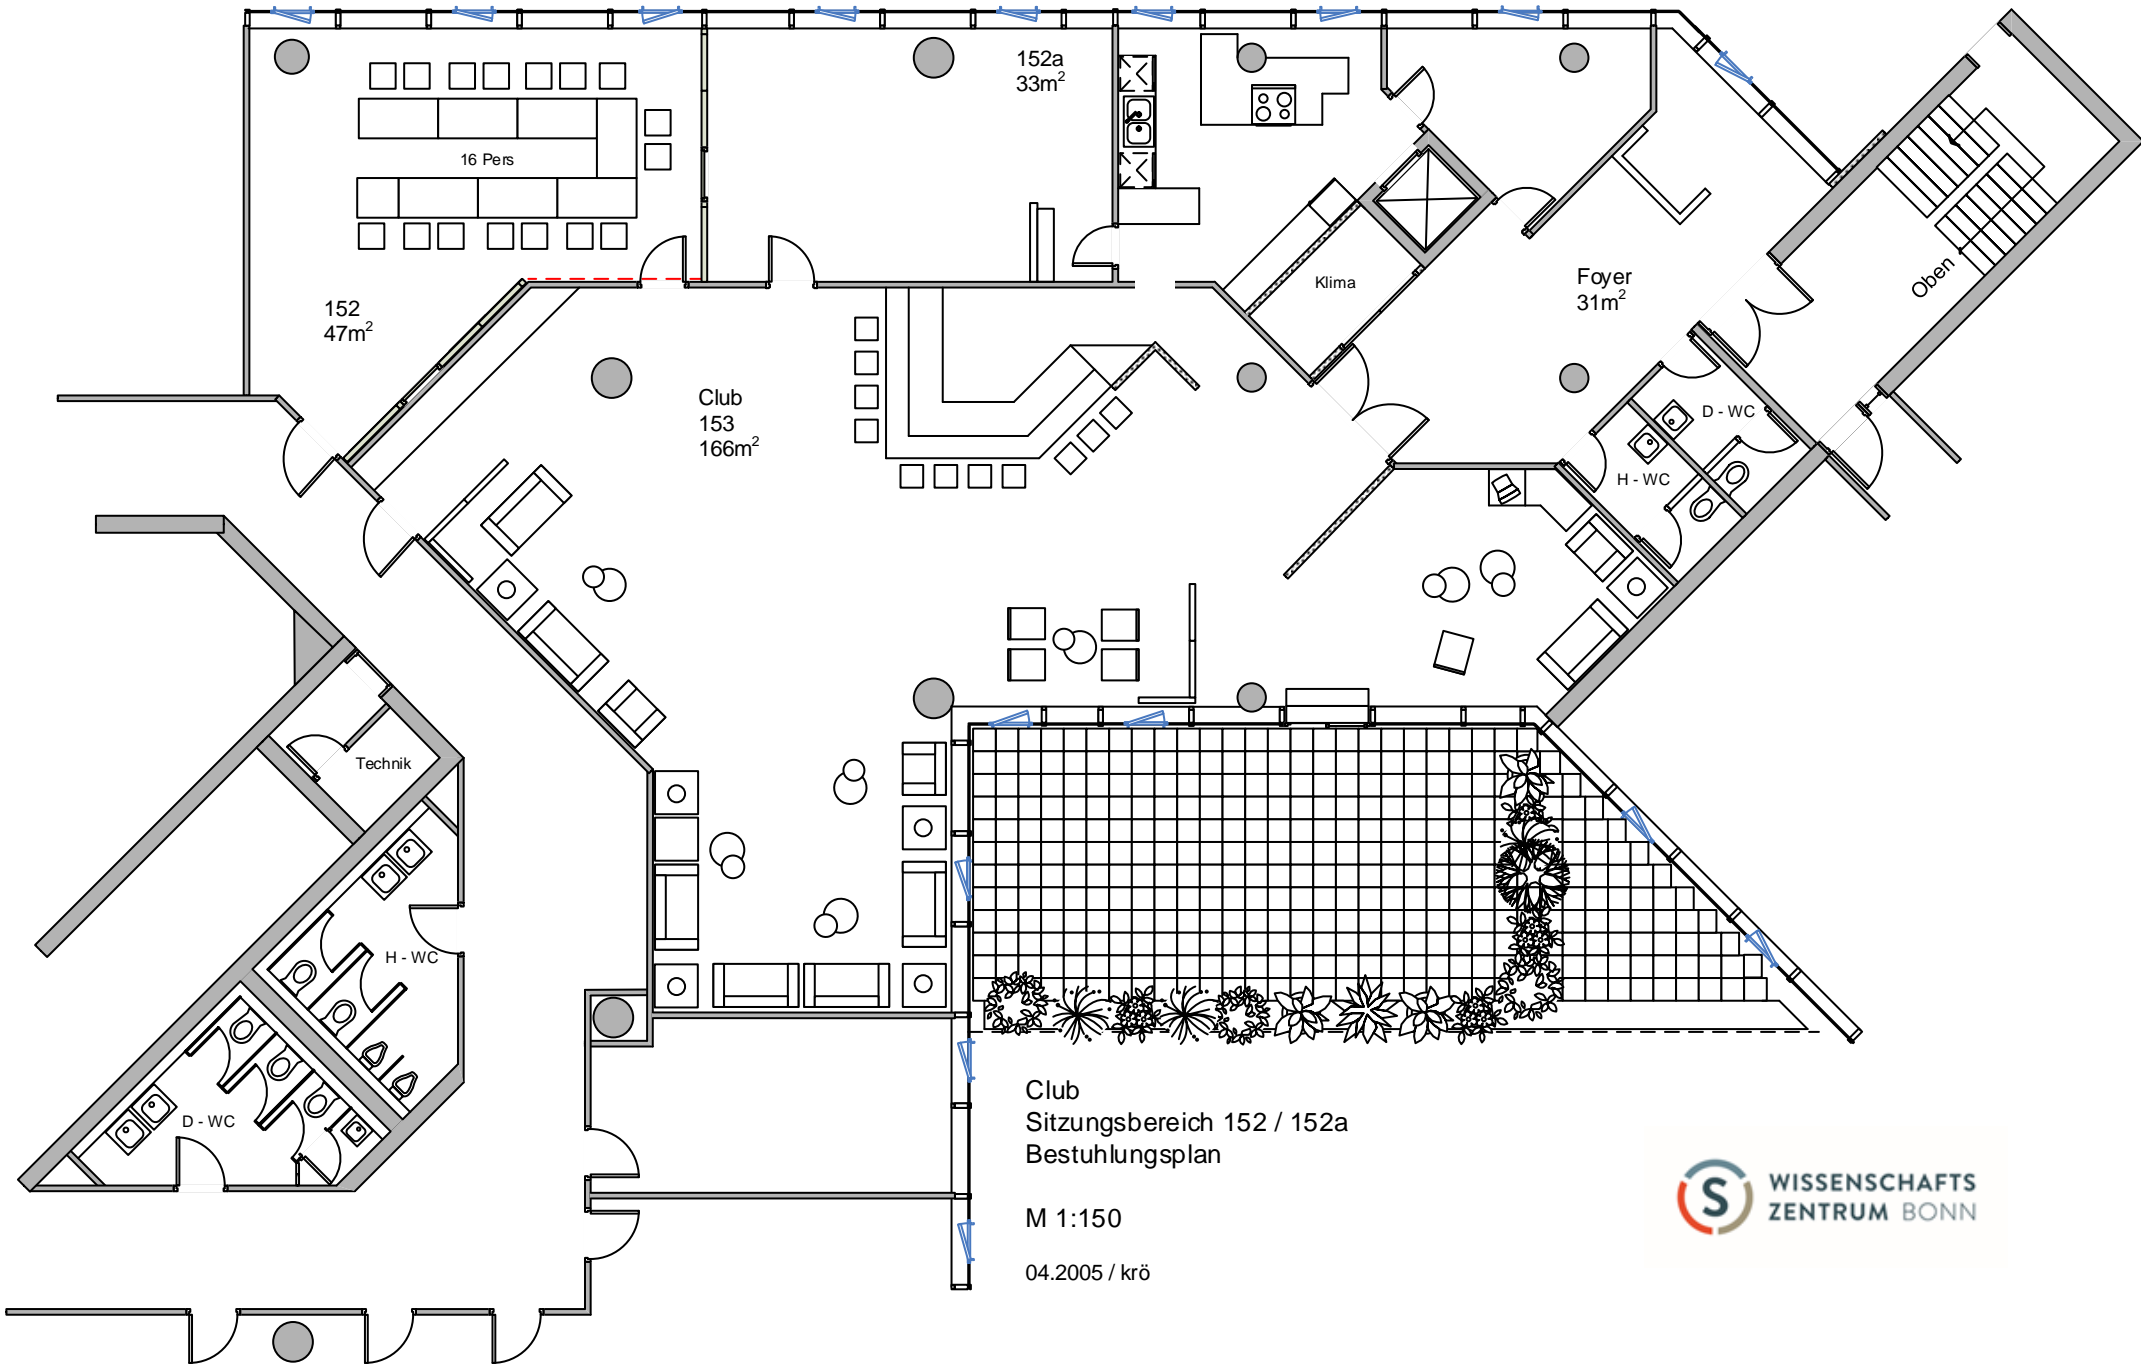 152a
33m²
16 Pers
152
47m²
Klima
Foyer
31m²
Oben
Club
153
166m²
D - WC
H - WC
Technik
H - WC
D - WC
Club
Sitzungsbereich 152 / 152a
Bestuhlungsplan
M 1:150
04.2005 / krö
S
WISSENSCHAFTS
ZENTRUM BONN